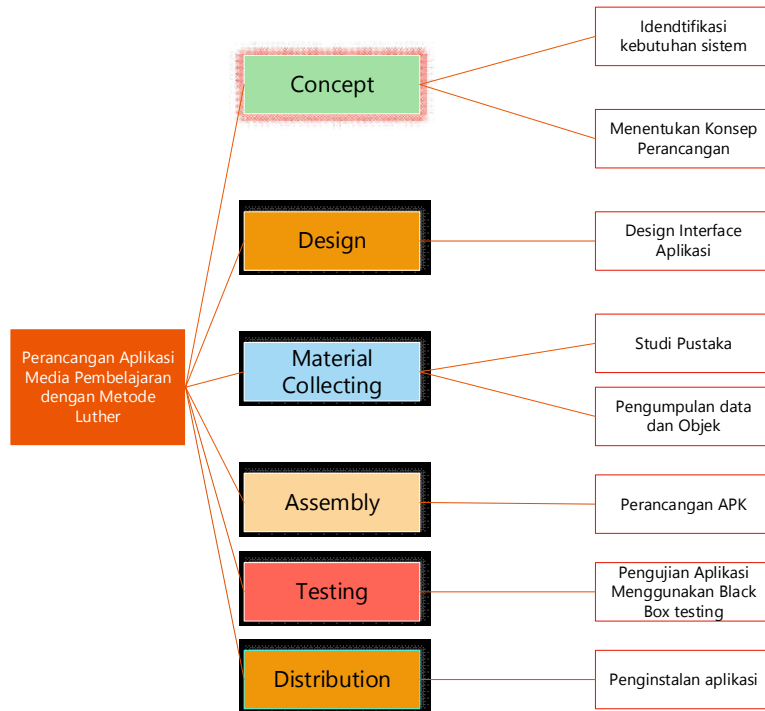 Perancangan Aplikasi
Media Pembelajaran
dengan Metode
Luther
Concept
Idendtifikasi
kebutuhan sistem
Menentukan Konsep
Perancangan
Design
Design Interface
Aplikasi
Material
Collecting
Studi Pustaka
Pengumpulan data
dan Objek
Assembly
Perancangan APK
Testing
Pengujian Aplikasi
Menggunakan Black
Box testing
Distribution
Penginstalan aplikasi